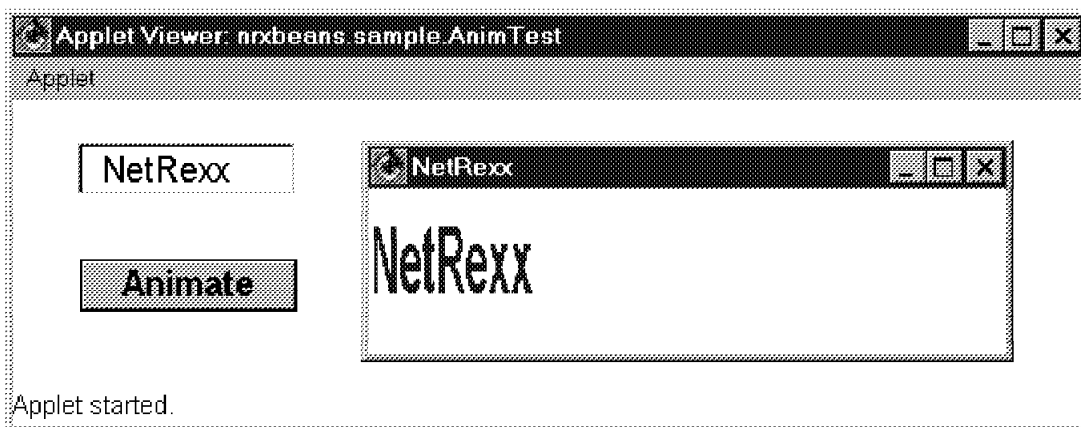 Applet Viewer: nrxbeans.sample.AnimTest
Applet
NetRexx
NetRexx
NetRexx
Animate
Applet started.